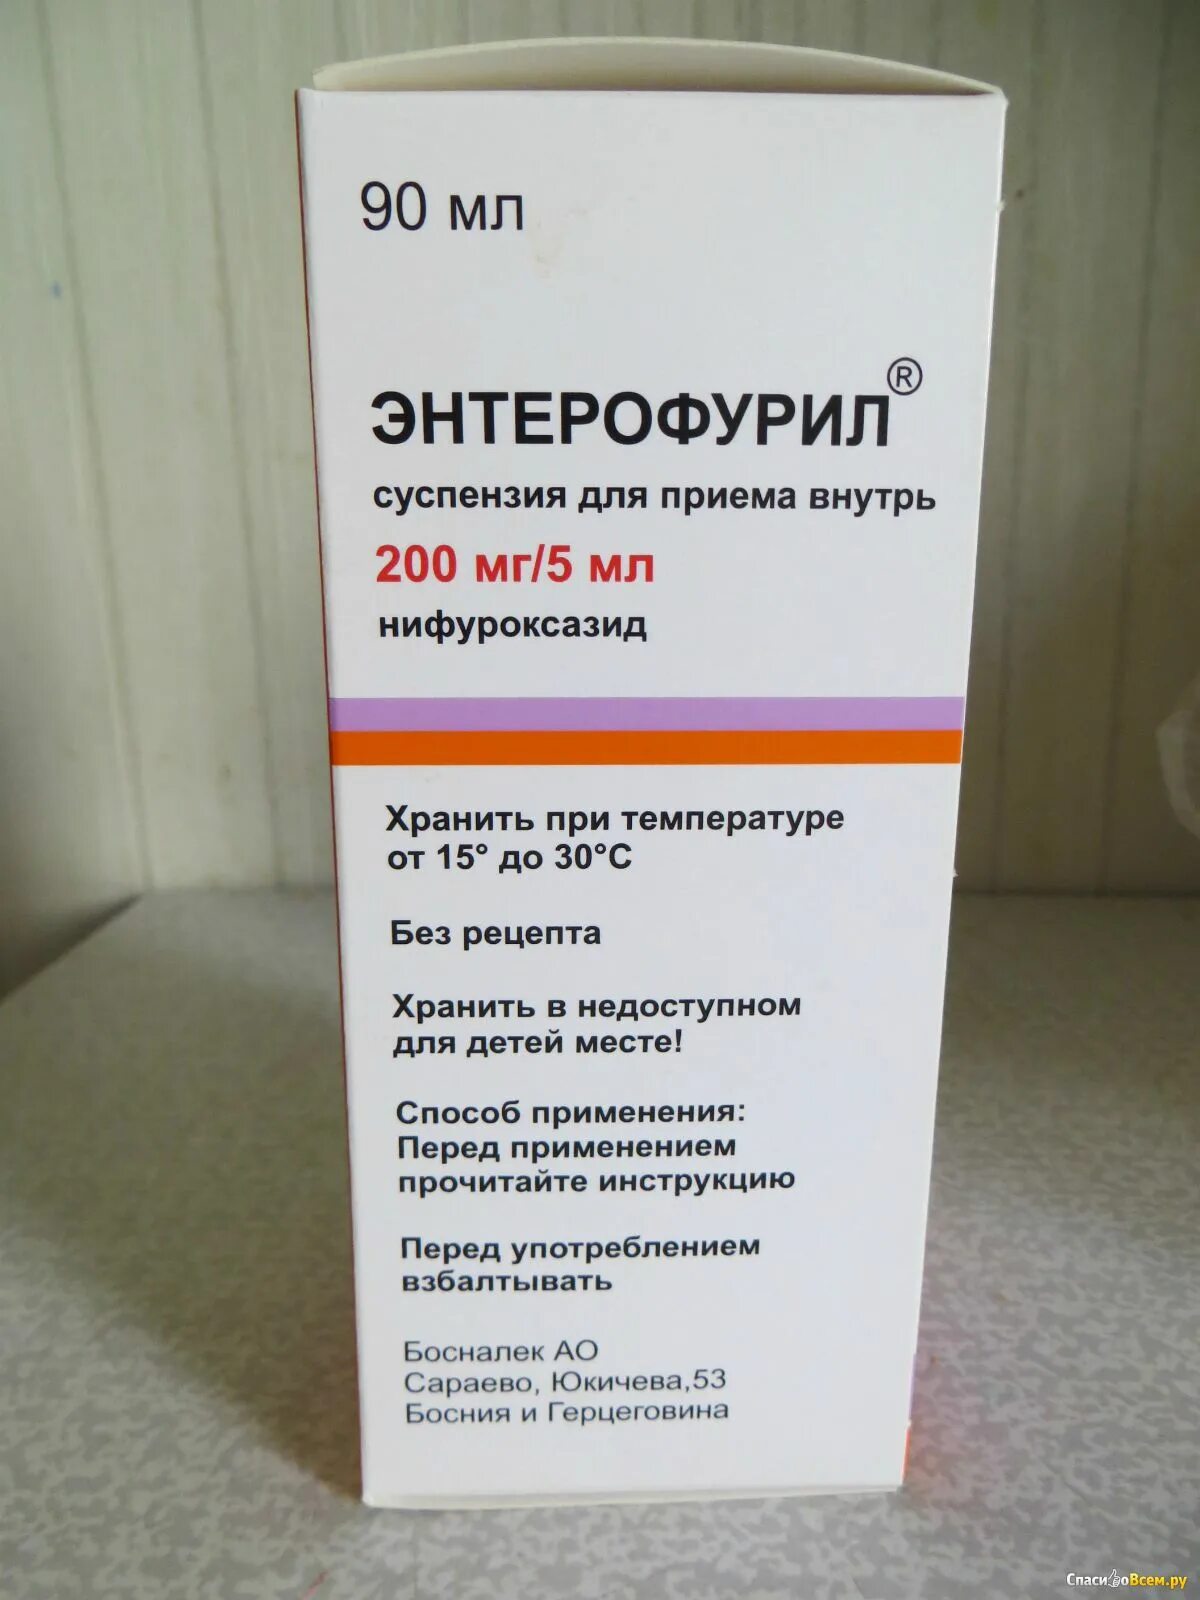 90 мл
ЭНТЕРОФУРИЛ®
суспензия для приема внутрь
200 мг/5 мл
нифуроксазид
Хранить при температуре
от 15° до 30°С
Без рецепта
Хранить в недоступном
для детей месте!
Способ применения:
Перед применением
прочитайте инструкцию
Перед употреблением
взбалтывать
Босналек АО
Сараево, Юкичева,53
Босния и Герцеговина
СпасибоВсем.ру